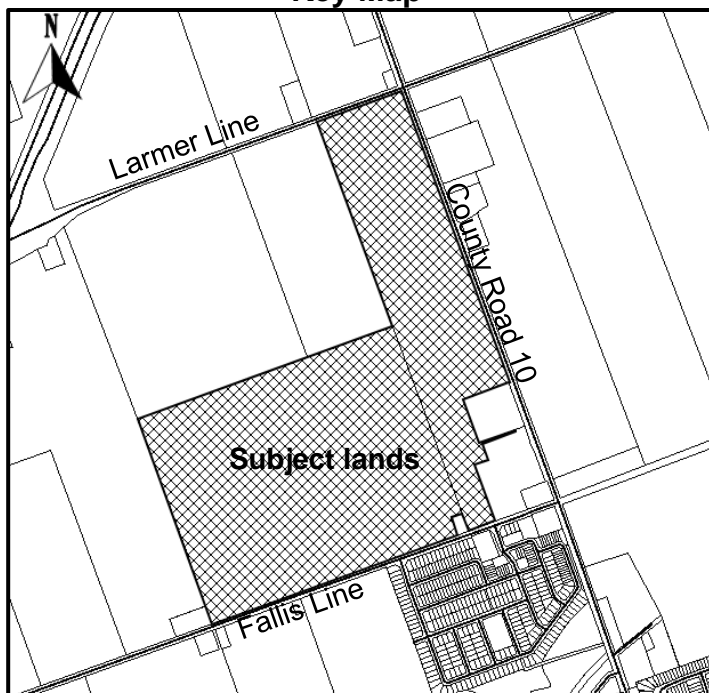 Key Map
N
Larmer Line
County Road 10
Subject lands
Fallis Line